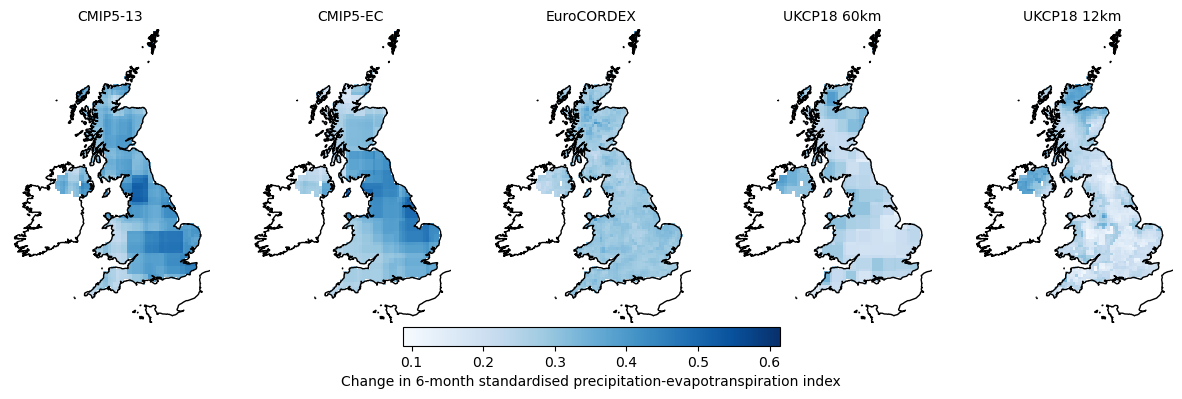 CMIP5-13
CMIP5-EC
EuroCORDEX
UKCP18 60km
UKCP18 12km
0.1 0.2 0.3 0.4 0.5 0.6
Change in 6-month standardised precipitation-evapotranspiration index